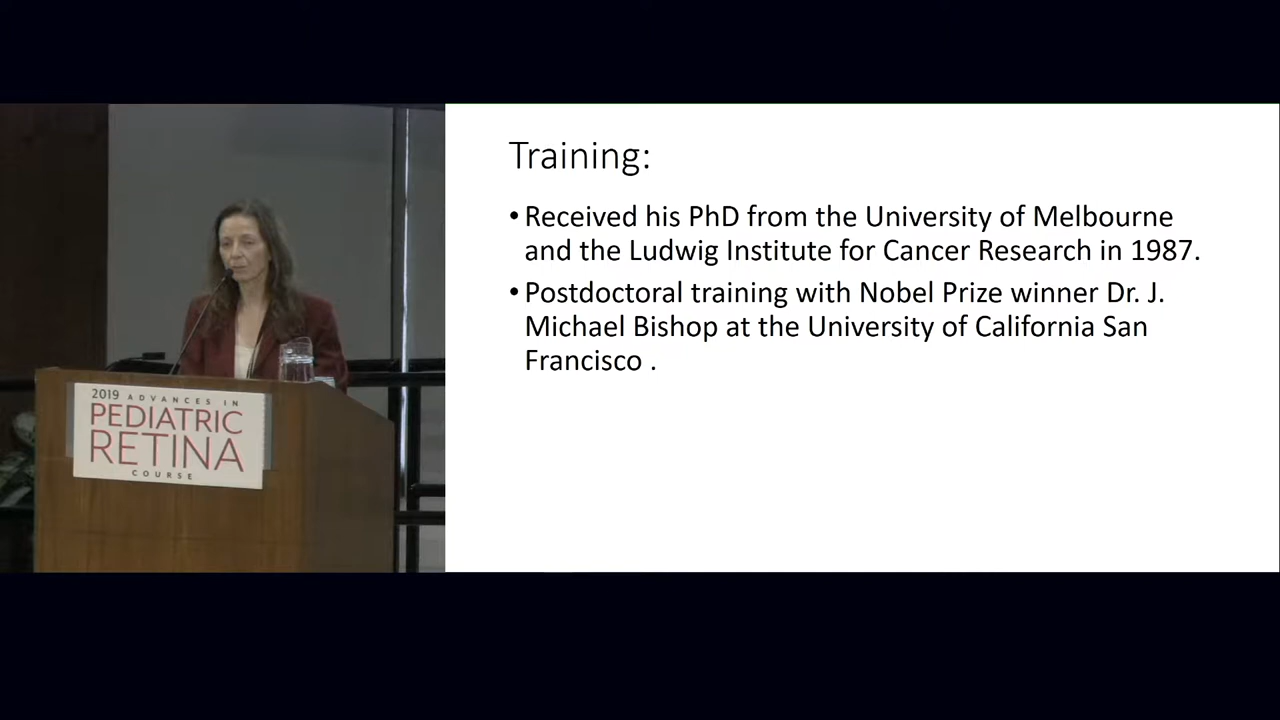 Training:
•Received his PhD from the University of Melbourne
and the Ludwig Institute for Cancer Research in 1987.
•Postdoctoral training with Nobel Prize winner Dr. J.
Michael Bishop at the University of California San
Francisco .
2019 ADVANCES IN
PEDIATRIC
RETINA
COURSE